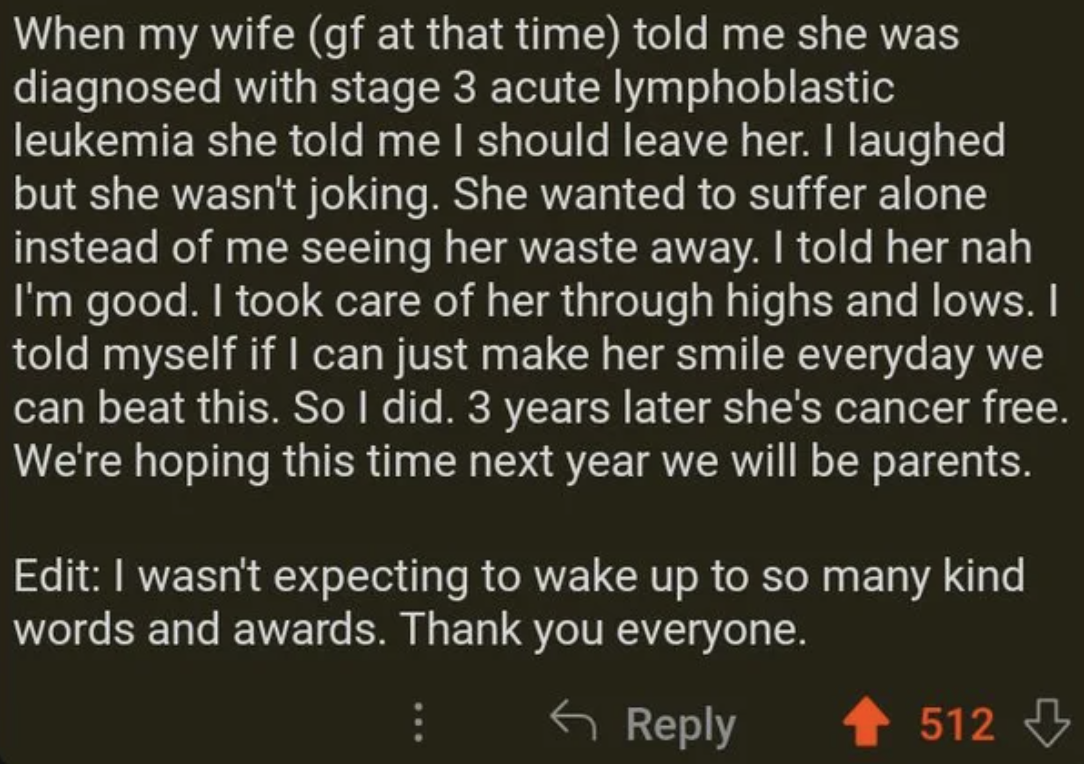 When my wife (gf at that time) told me she was
diagnosed with stage 3 acute lymphoblastic
leukemia she told me I should leave her. I laughed
but she wasn't joking. She wanted to suffer alone
instead of me seeing her waste away. I told her nah
I'm good. I took care of her through highs and lows. I
told myself if I can just make her smile everyday we
can beat this. So I did. 3 years later she's cancer free.
We're hoping this time next year we will be parents.
Edit: I wasn't expecting to wake up to so many kind
words and awards. Thank you everyone.
Reply 512